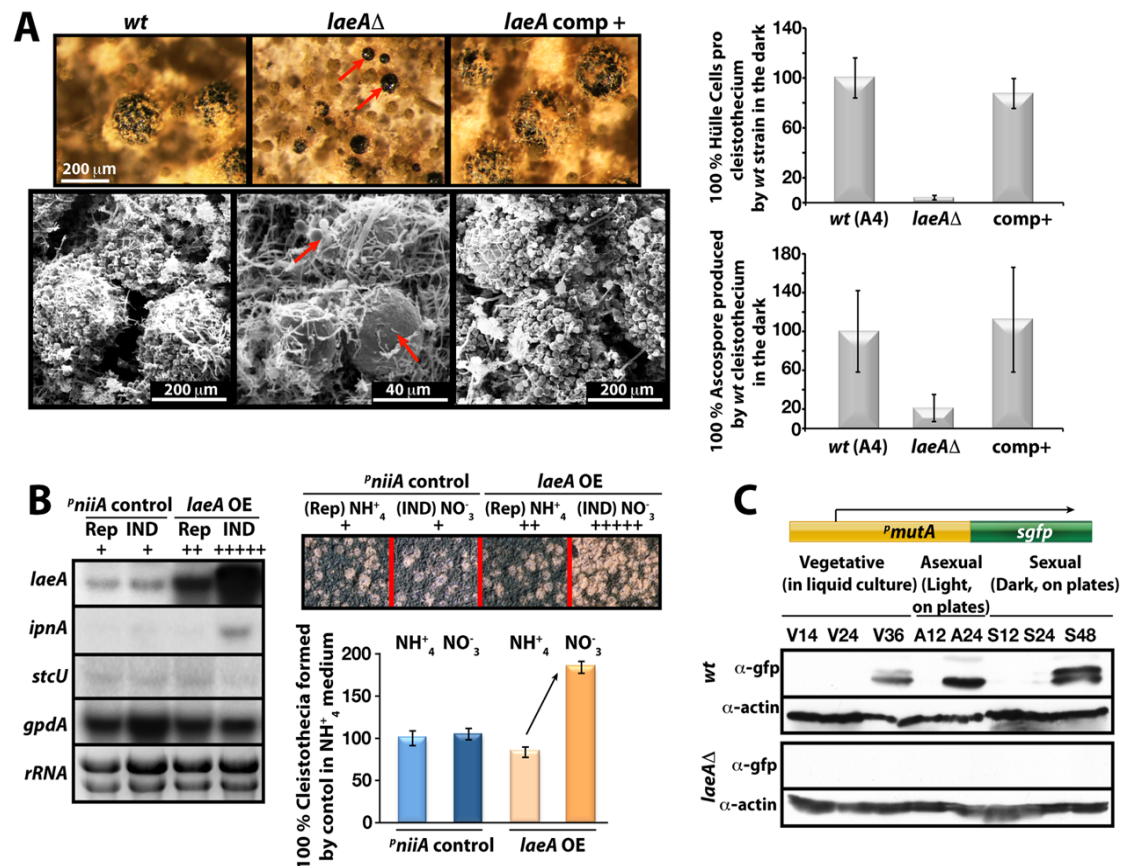 A
wt
laeAΔ
laeA comp +
200 μm
200 μm
40 μm
200 μm
100 % Hülle Cells pro
cleistothecium
by wt strain in the dark
140
120
100
80
60
40
20
0
wt (A4)
laeAΔ
comp+
100 % Ascospore produced
by wt cleistothecium
in the dark
180
160
140
120
100
80
60
40
20
0
wt (A4)
laeAΔ
comp+
B
PniiA control
laeA OE
Rep
IND
Rep
IND
+
+
++
+++++
laeA
ipnA
stcU
gpdA
rRNA
PniiA control
laeA OE
(Rep) NH+4
(IND) NO-3
(Rep) NH+4
(IND) NO-3
+
+
++
+++++
100 % Cleistothecia formed
by contol in NH+4 medium
200
150
100
50
0
NH+4
NO-3
NH+4
NO-3
PniiA control
laeA OE
C
PmutA
sgfp
Vegetative
(in liquid culture)
Asexual
(Light,
on plates)
Sexual
(Dark, on plates)
V14 V24 V36 A12 A24 S12 S24 S48
wt
α-gfp
α-actin
laeAΔ
α-gfp
α-actin